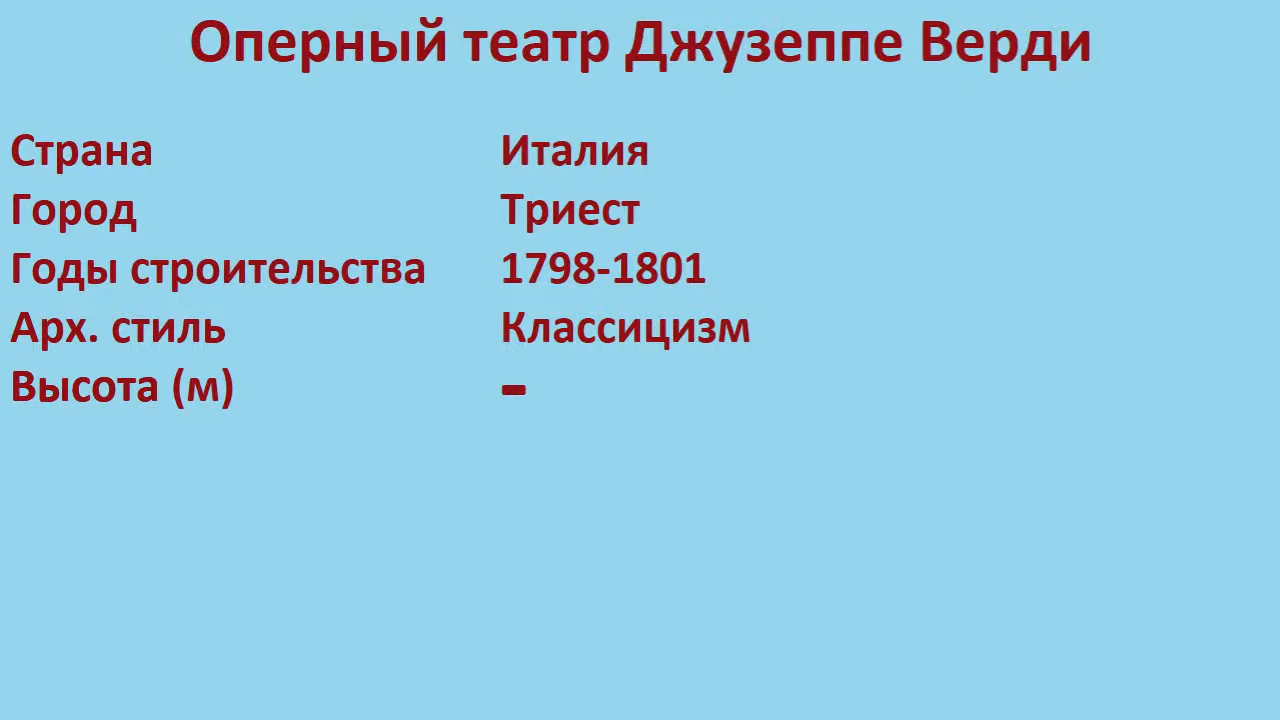 Оперный театр Джузеппе Верди
Страна Италия
Город Триест
Годы строительства 1798-1801
Арх. стиль Классицизм
Высота (м) -